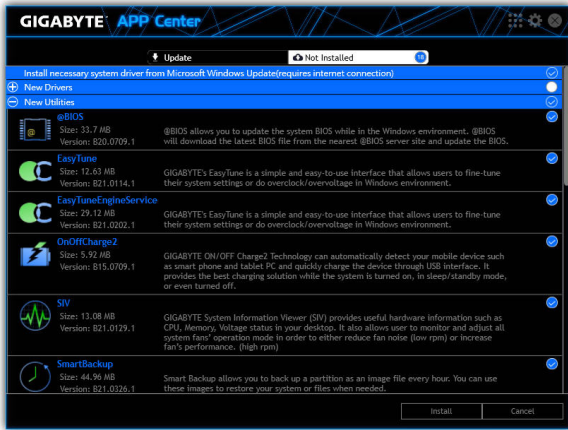 GIGABYTE APP Center
Update
Not Installed 18
Install necessary system driver from Microsoft Windows Update(requires internet connection)
New Drivers
New Utilities
@BIOS
Size: 33.7 MB
Version: B20.0709.1
@BIOS allows you to update the system BIOS while in the Windows environment. @BIOS
will download the latest BIOS file from the nearest @BIOS server site and update the BIOS.
EasyTune
Size: 12.63 MB
Version: B21.0114.1
GIGABYTE's EasyTune is a simple and easy-to-use interface that allows users to fine-tune
their system settings or do overclock/overvoltage in Windows environment.
EasyTuneEngineService
Size: 29.12 MB
Version: B21.0202.1
GIGABYTE's EasyTune is a simple and easy-to-use interface that allows users to fine-tune
their system settings or do overclock/overvoltage in Windows environment.
OnOffCharge2
Size: 5.92 MB
Version: B15.0709.1
GIGABYTE ON/OFF Charge2 Technology can automatically detect your mobile device such
as smart phone and tablet PC and quickly charge the device through USB interface. It
provides the best charging solution while the system is turned on, in sleep/standby mode,
or even turned off.
SIV
Size: 13.08 MB
Version: B21.0129.1
GIGABYTE System Information Viewer (SIV) provides useful hardware information such as
CPU, Memory, Voltage status in your desktop. It also allows user to monitor and adjust all
system fans' operation mode in order to either reduce fan noise (low rpm) or increase
fan's performance. (high rpm)
SmartBackup
Size: 44.96 MB
Version: B21.0326.1
Smart Backup allows you to back up a partition as an image file every hour. You can use
these images to restore your system or files when needed.
Install
Cancel